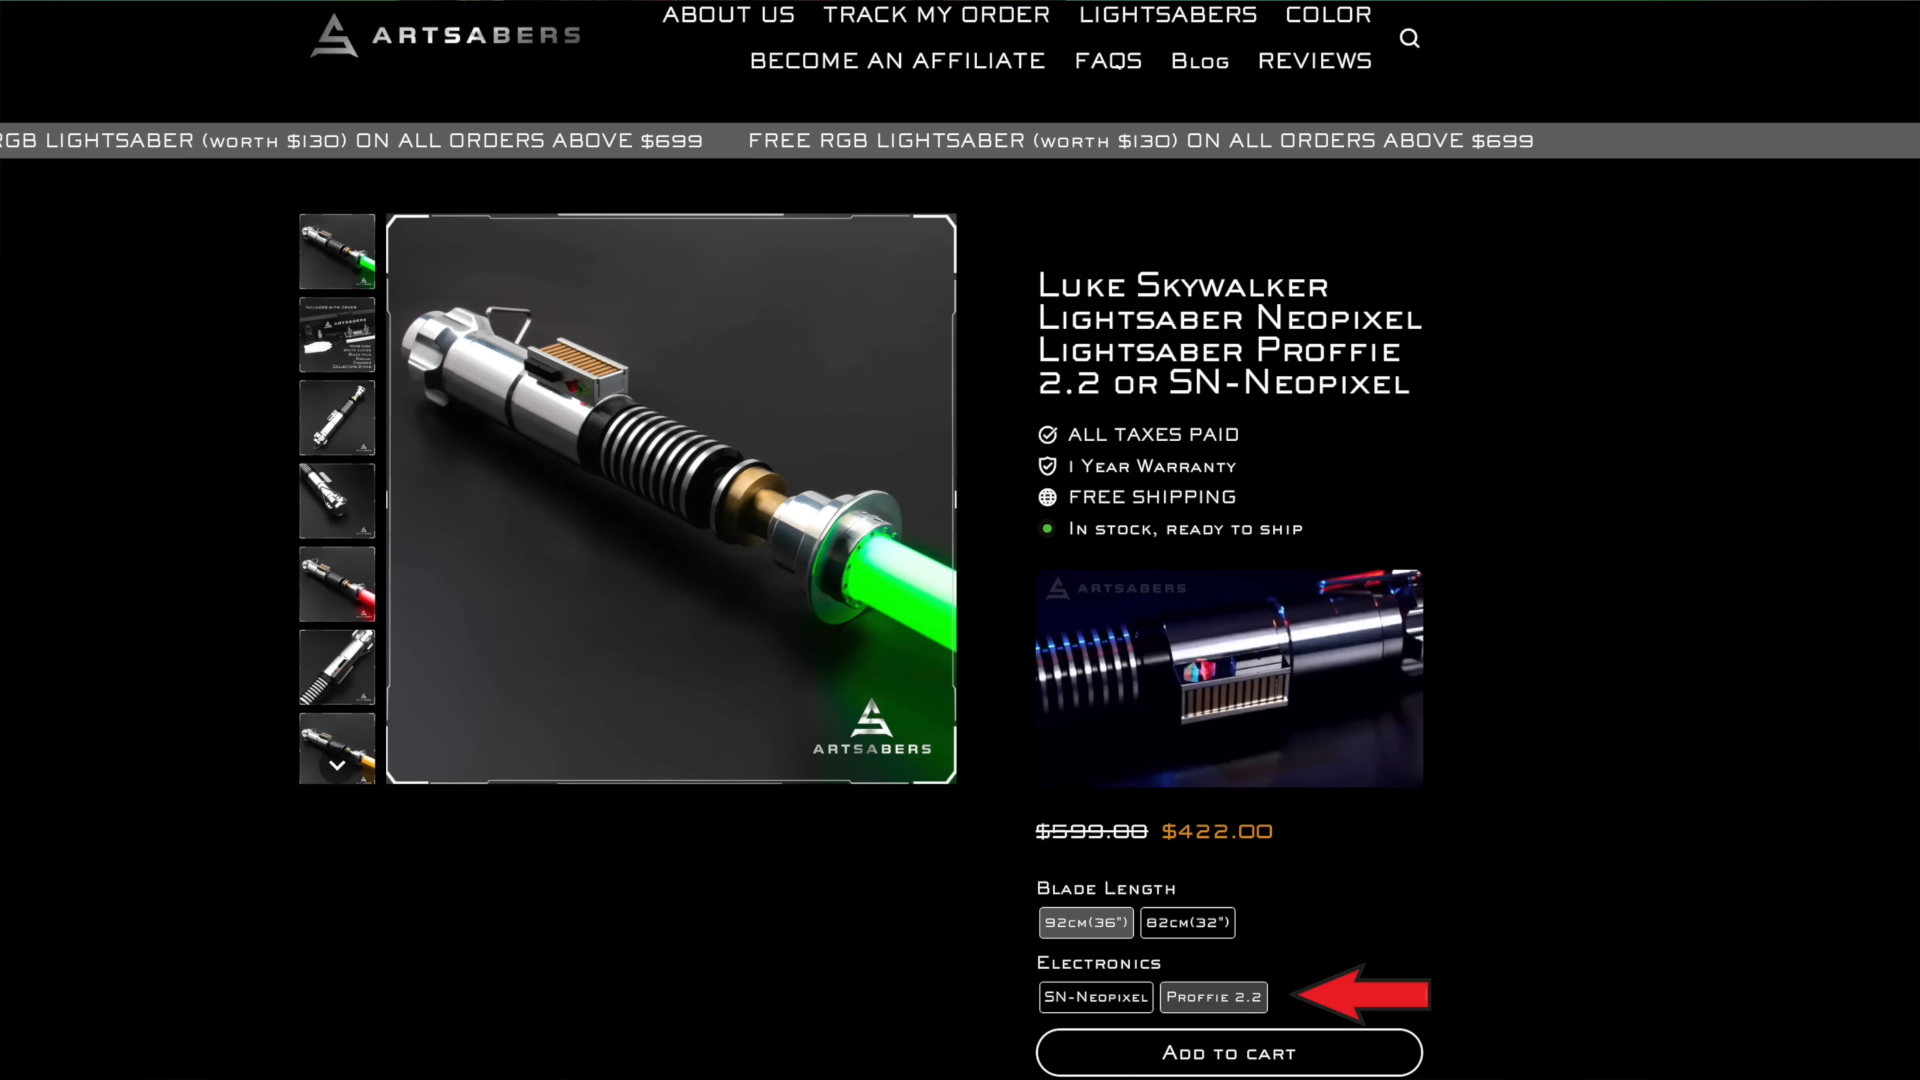 ARTSABERS
ABOUT US TRACK MY ORDER LIGHTSABERS COLOR
BECOME AN AFFILIATE FAQS Blog REVIEWS
RGB LIGHTSABER (worth $130) ON ALL ORDERS ABOVE $699 FREE RGB LIGHTSABER (worth $130) ON ALL ORDERS ABOVE $699
Luke Skywalker
Lightsaber Neopixel
Lightsaber Proffie
2.2 or SN-Neopixel
ALL TAXES PAID
1 Year Warranty
FREE SHIPPING
In stock, ready to ship
ARTSABERS
ARTSABERS
$599.00 $422.00
Blade Length
92cm(36") 82cm(32")
Electronics
SN-Neopixel Proffie 2.2
Add to cart